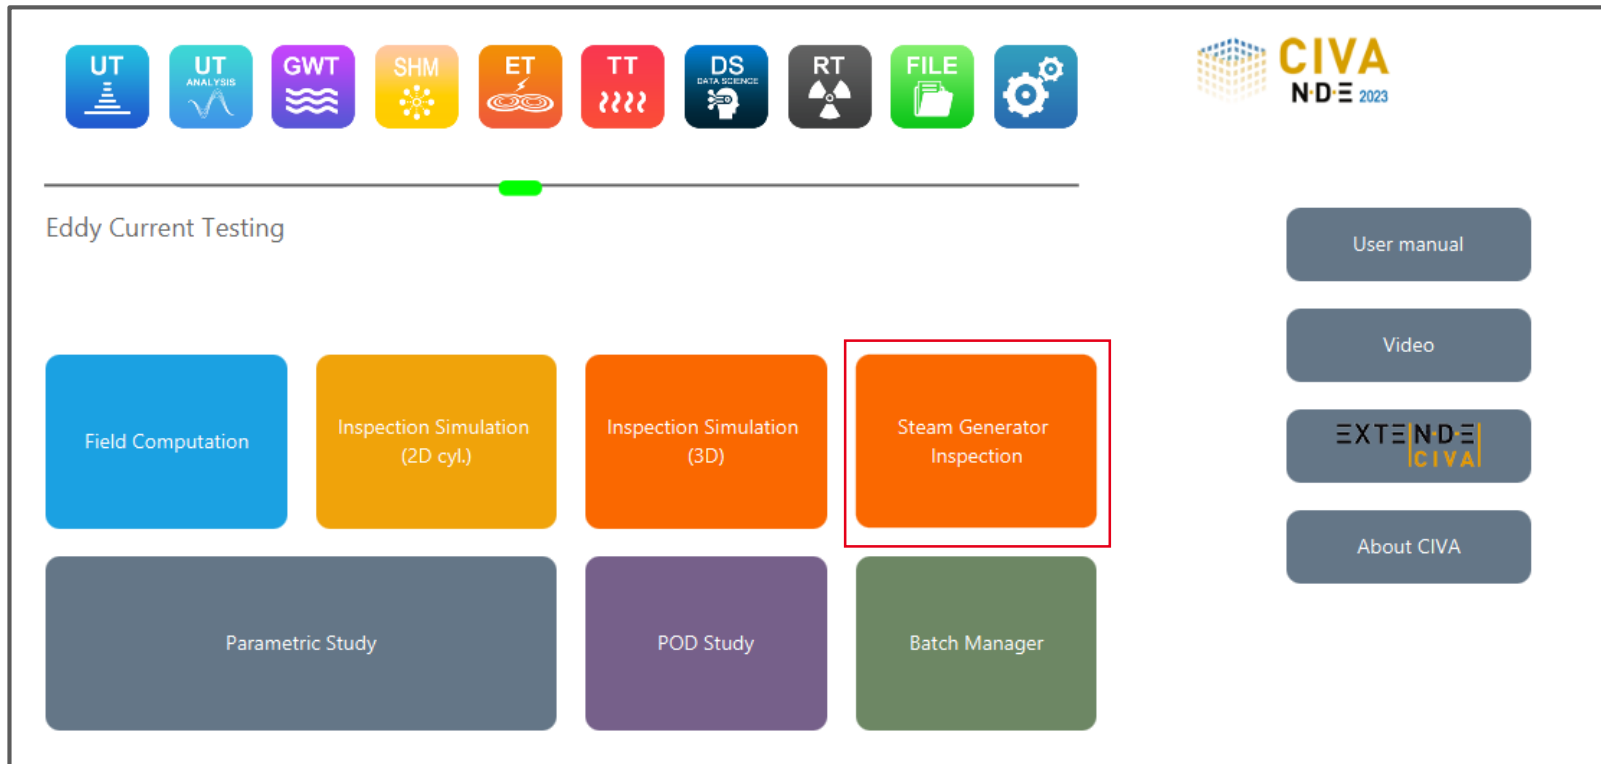 UT
UT
ANALYSIS
GWT
SHM
ET
TT
DS
DATA SCIENCE
RT
FILE
CIVA
N·D·E 2023
Eddy Current Testing
User manual
Video
Field Computation
Inspection Simulation
(2D cyl.)
Inspection Simulation
(3D)
Steam Generator
Inspection
EXTEN·D·E
CIVA
About CIVA
Parametric Study
POD Study
Batch Manager